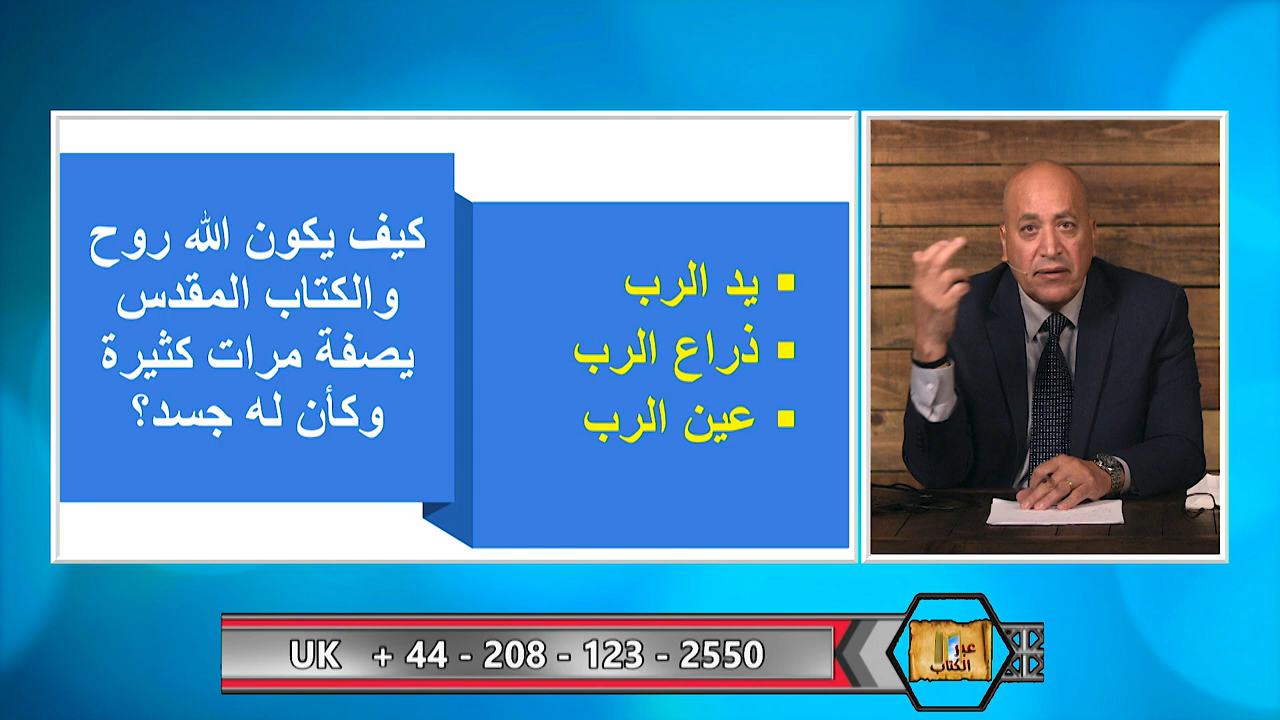 كيف يكون الله روح
والكتاب المقدس
يصفة مرات كثيرة
وكأن له جسد؟
▪ يد الرب
▪ ذراع الرب
▪ عين الرب
UK + 44 - 208 - 123 - 2550
عبر
الكتاب